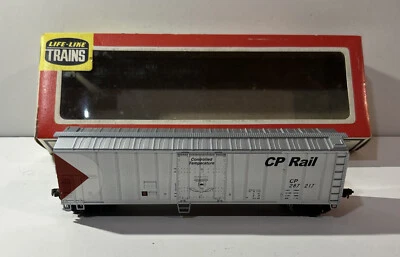 LIFE-LIKE
TRAINS
Controlled
Temperature
CP Rail
CP
287 217